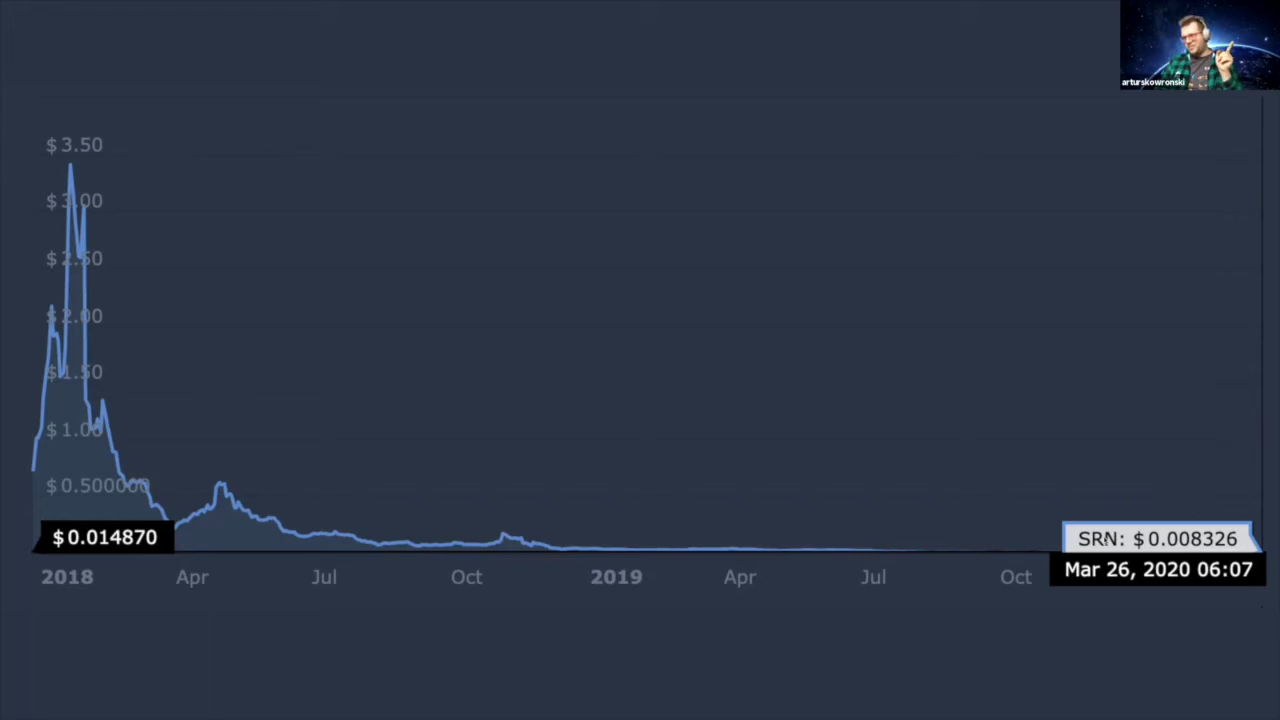 arturskowronski
$3.50
$3.00
$2.50
$2.00
$1.50
$1.00
$0.500000
$0.014870
SRN: $0.008326
Mar 26, 2020 06:07
2018 Apr Jul Oct 2019 Apr Jul Oct